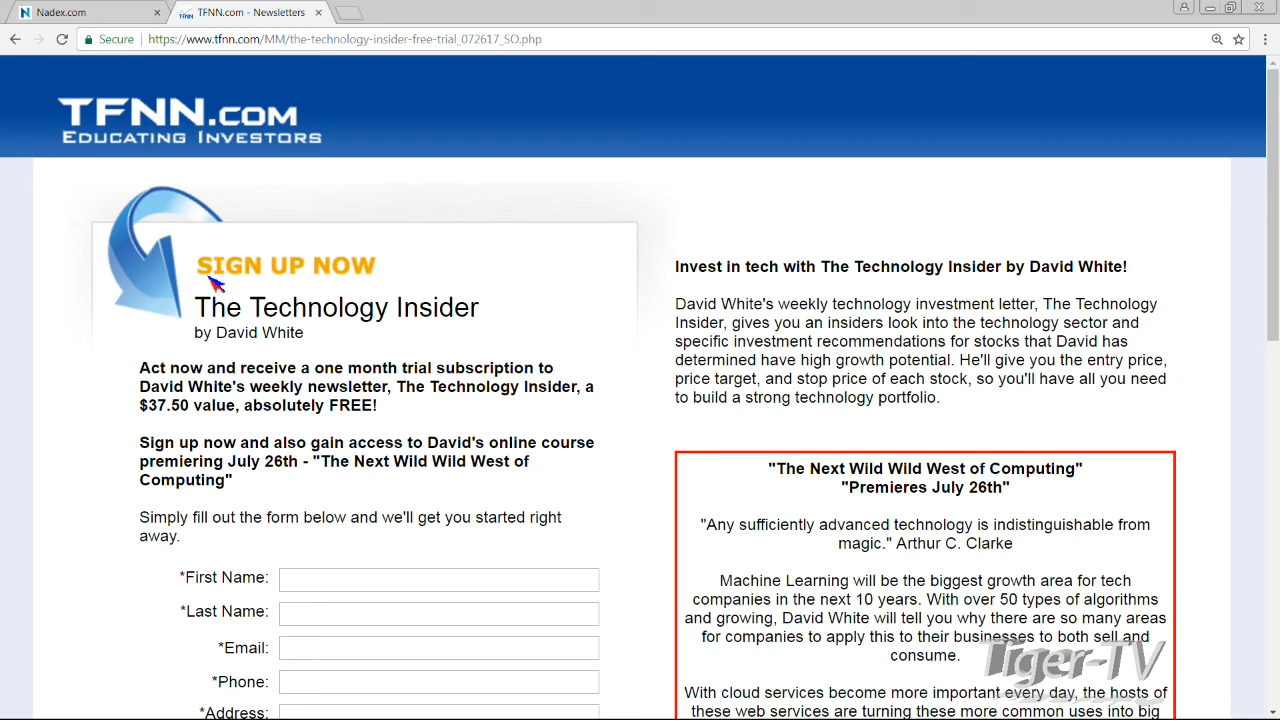 Nadex.com
TFNN.com - Newsletters
Secure
https://www.tfnn.com/MM/the-technology-insider-free-trial_072617_SO.php
TFNN.COM
EDUCATING INVESTORS
SIGN UP NOW
The Technology Insider
by David White
Act now and receive a one month trial subscription to
David White's weekly newsletter, The Technology Insider, a
$37.50 value, absolutely FREE!
Sign up now and also gain access to David's online course
premiering July 26th - "The Next Wild Wild West of
Computing"
Simply fill out the form below and we'll get you started right
away.
*First Name:
*Last Name:
*Email:
*Phone:
*Address:
Invest in tech with The Technology Insider by David White!
David White's weekly technology investment letter, The Technology
Insider, gives you an insiders look into the technology sector and
specific investment recommendations for stocks that David has
determined have high growth potential. He'll give you the entry price,
price target, and stop price of each stock, so you'll have all you need
to build a strong technology portfolio.
"The Next Wild Wild West of Computing"
"Premieres July 26th"
"Any sufficiently advanced technology is indistinguishable from
magic." Arthur C. Clarke
Machine Learning will be the biggest growth area for tech
companies in the next 10 years. With over 50 types of algorithms
and growing, David White will tell you why there are so many areas
for companies to apply this to their businesses to both sell and
consume.
With cloud services become more important every day, the hosts of
these web services are turning these more common uses into big
Tiger-TV